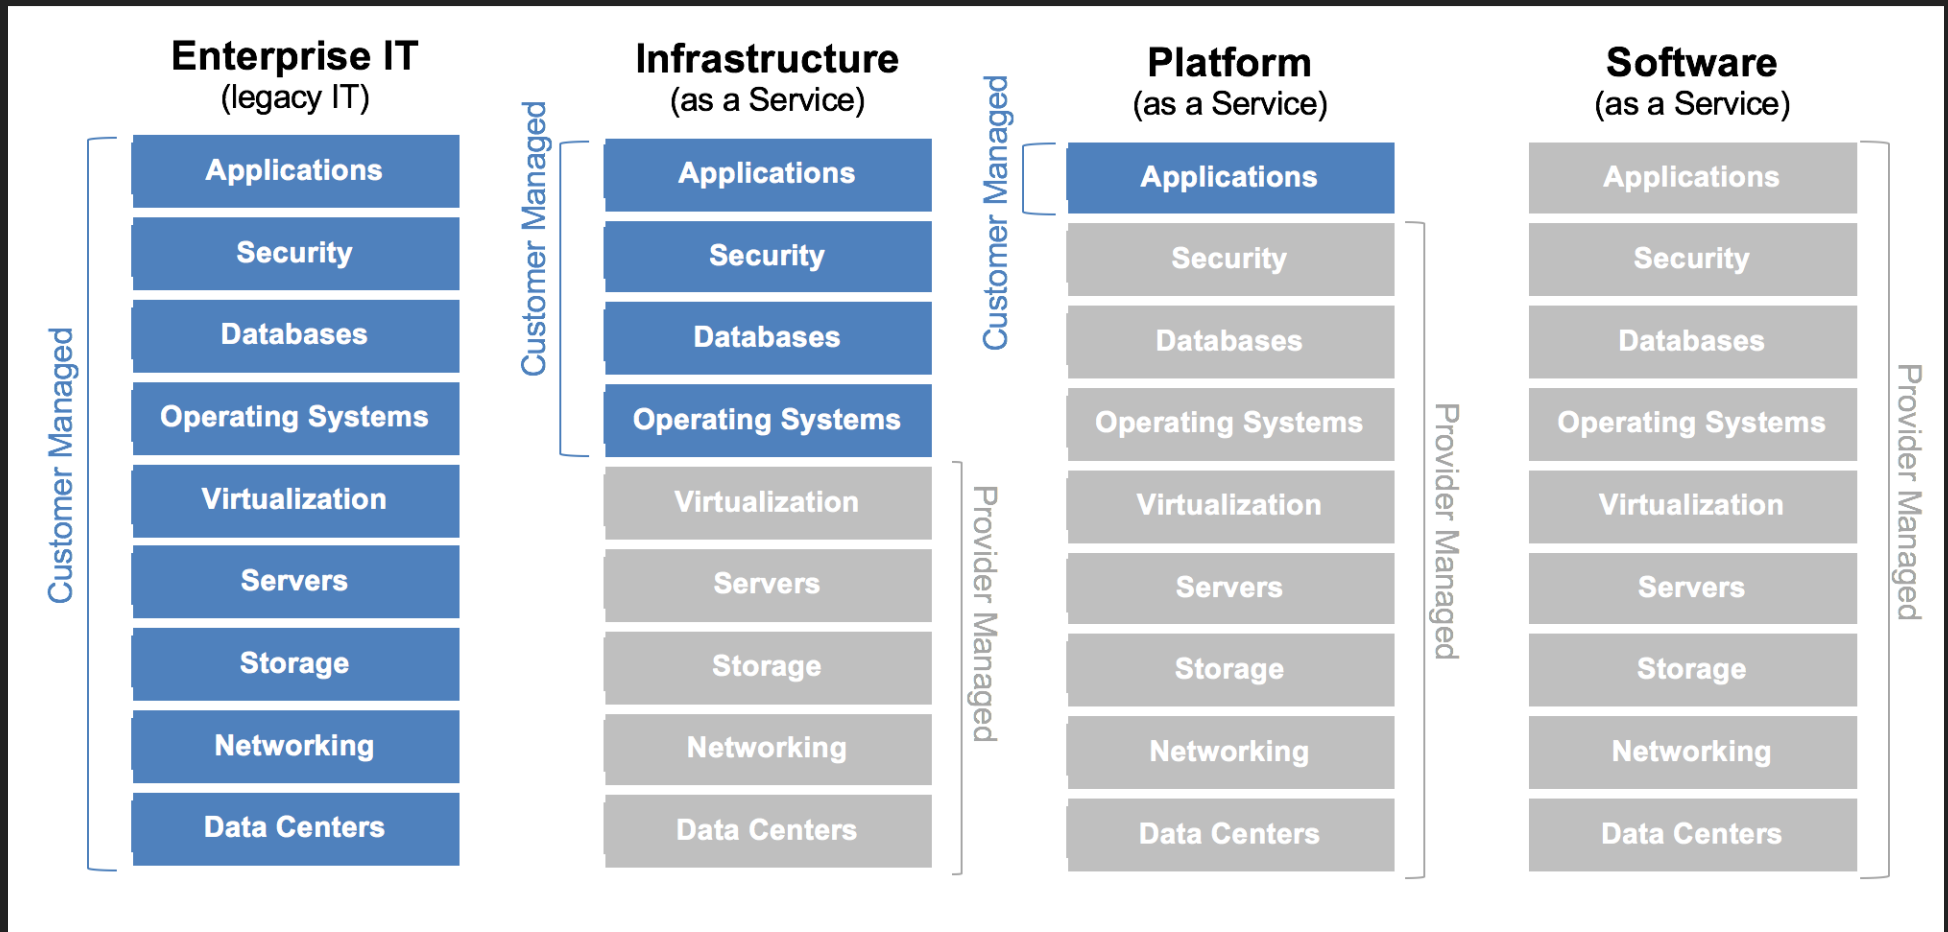 Enterprise IT
(legacy IT)
Customer Managed
Applications
Security
Databases
Operating Systems
Virtualization
Servers
Storage
Networking
Data Centers
Infrastructure
(as a Service)
Customer Managed
Applications
Security
Databases
Operating Systems
Virtualization
Servers
Storage
Networking
Data Centers
Provider Managed
Platform
(as a Service)
Customer Managed
Applications
Security
Databases
Operating Systems
Virtualization
Servers
Storage
Networking
Data Centers
Provider Managed
Software
(as a Service)
Applications
Security
Databases
Operating Systems
Virtualization
Servers
Storage
Networking
Data Centers
Provider Managed